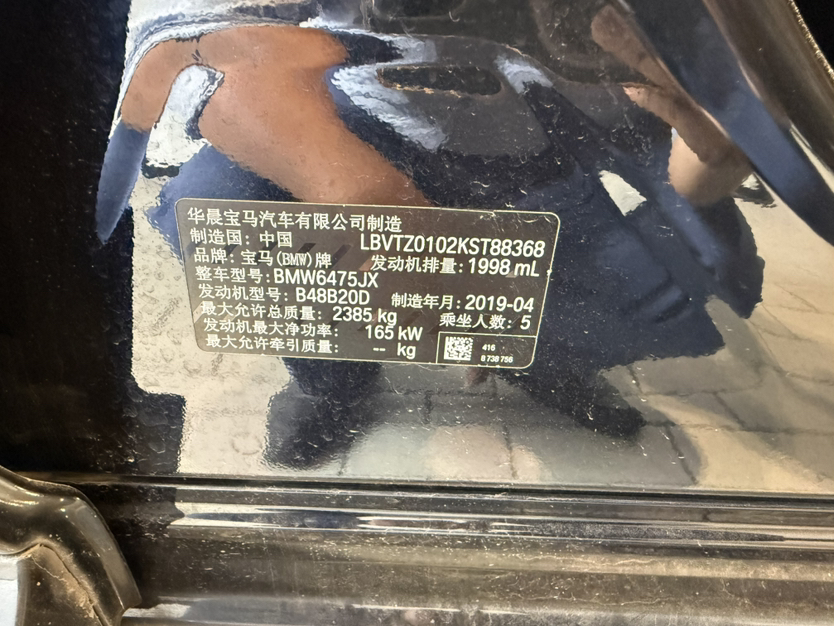 华晨宝马汽车有限公司制造
制造国：中国 LBVTZ0102KST88368
品牌：宝马(BMW)牌 发动机排量：1998 mL
整车型号：BMW6475JX
发动机型号：B48B20D 制造年月：2019-04
最大允许总质量：2385 kg 乘坐人数：5
发动机最大净功率：165 kW
最大允许牵引质量：-- kg
416
8 738 756